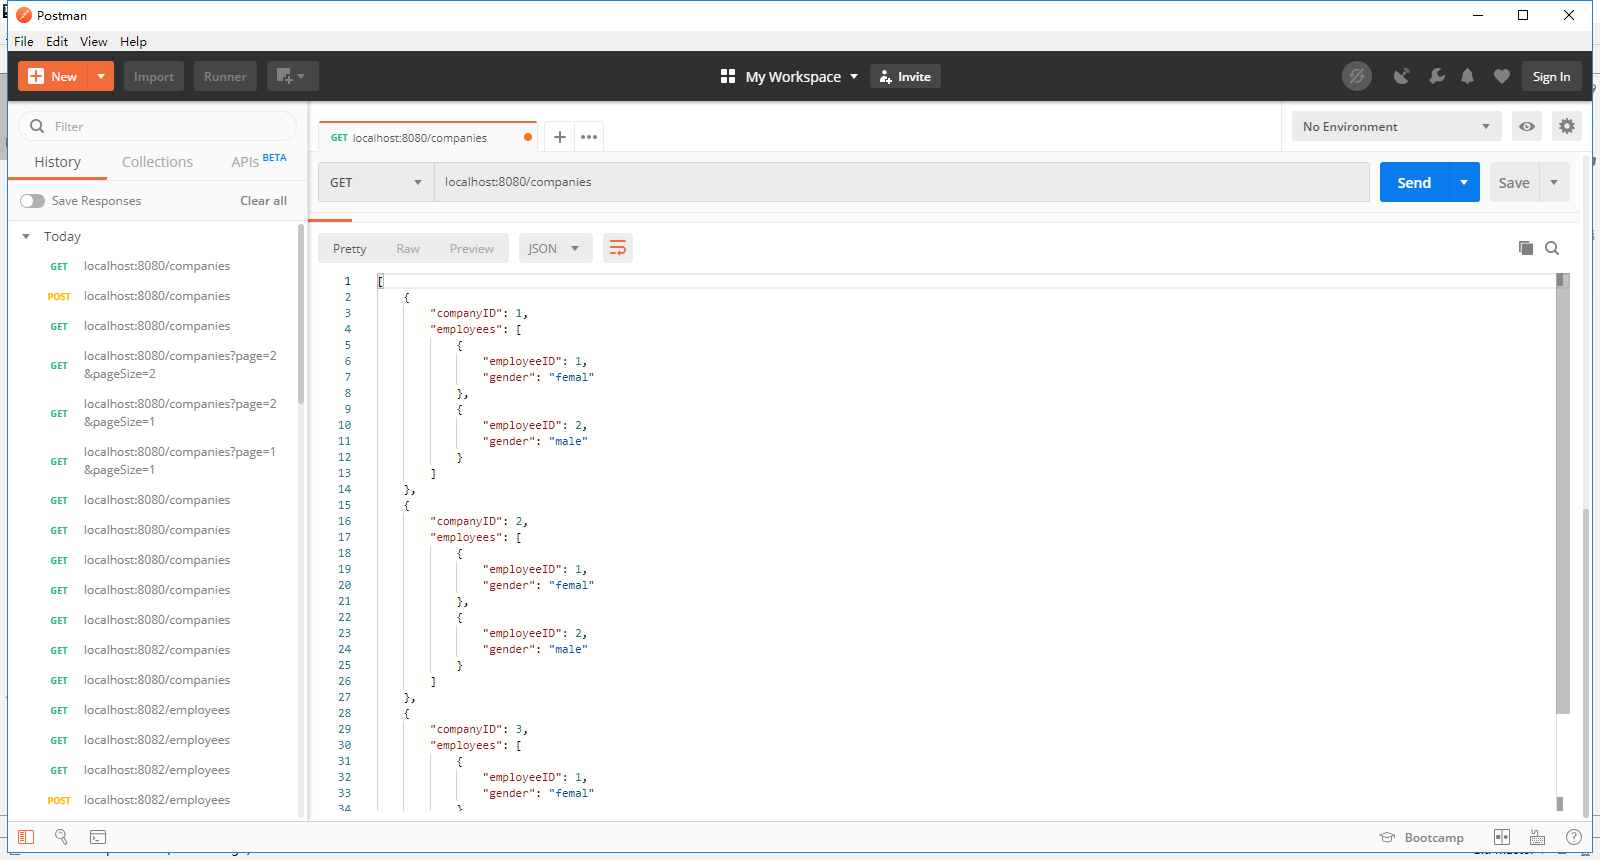 Postman
File Edit View Help
New Import Runner My Workspace Invite Sign In
Filter
History Collections APIs BETA
Save Responses Clear all
Today
GET localhost:8080/companies
POST localhost:8080/companies
GET localhost:8080/companies
GET localhost:8080/companies?page=2
&pageSize=2
GET localhost:8080/companies?page=2
&pageSize=1
GET localhost:8080/companies?page=1
&pageSize=1
GET localhost:8080/companies
GET localhost:8080/companies
GET localhost:8080/companies
GET localhost:8080/companies
GET localhost:8080/companies
GET localhost:8082/companies
GET localhost:8080/companies
GET localhost:8082/employees
GET localhost:8082/employees
GET localhost:8082/employees
POST localhost:8082/employees
GET localhost:8080/companies
No Environment
GET localhost:8080/companies Send Save
Pretty Raw Preview JSON
1 [
2 {
3 "companyID": 1,
4 "employees": [
5 {
6 "employeeID": 1,
7 "gender": "femal"
8 },
9 {
10 "employeeID": 2,
11 "gender": "male"
12 }
13 ]
14 },
15 {
16 "companyID": 2,
17 "employees": [
18 {
19 "employeeID": 1,
20 "gender": "femal"
21 },
22 {
23 "employeeID": 2,
24 "gender": "male"
25 }
26 ]
27 },
28 {
29 "companyID": 3,
30 "employees": [
31 {
32 "employeeID": 1,
33 "gender": "femal"
34 }
Bootcamp